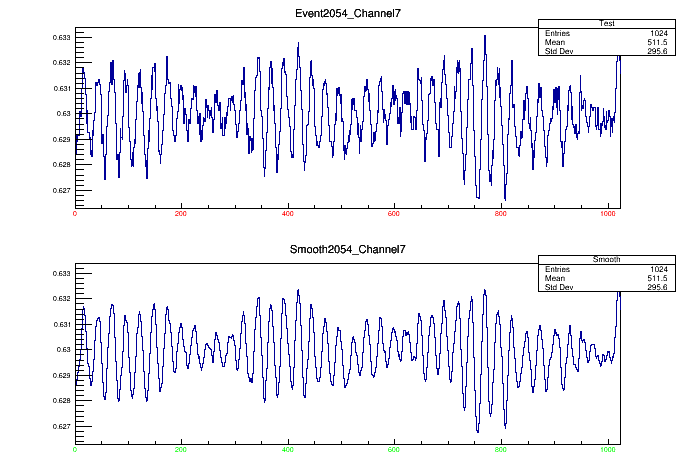 Event2054_Channel7
Test
Entries 1024
Mean 511.5
Std Dev 295.6
0.633
0.632
0.631
0.63
0.629
0.628
0.627
0 200 400 600 800 1000
Smooth2054_Channel7
Smooth
Entries 1024
Mean 511.5
Std Dev 295.6
0.633
0.632
0.631
0.63
0.629
0.628
0.627
0 200 400 600 800 1000